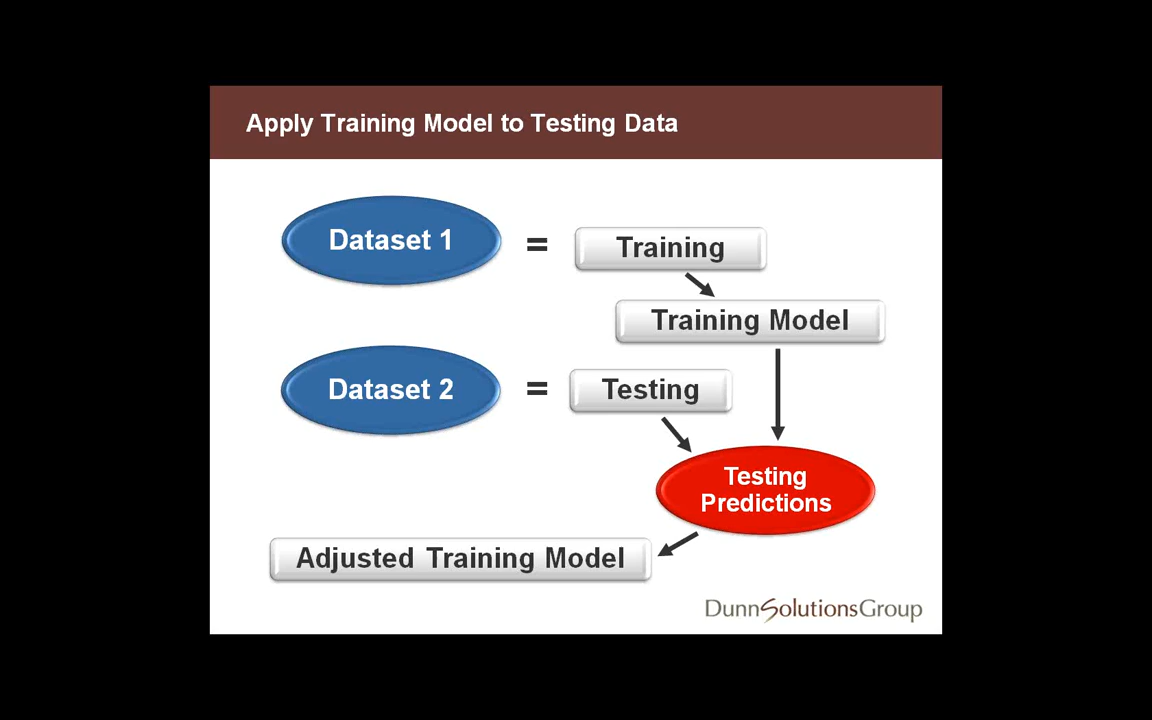 Apply Training Model to Testing Data
Dataset 1
=
Training
Training Model
Dataset 2
=
Testing
Testing
Predictions
Adjusted Training Model
DunnSolutionsGroup